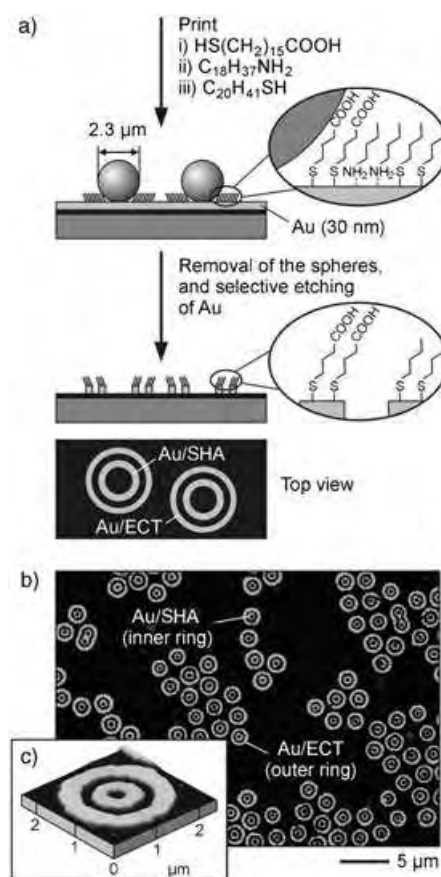 a)
Print
i) HS(CH₂)₁₅COOH
ii) C₁₈H₃₇NH₂
iii) C₂₀H₄₁SH
2.3 μm
COOH
COOH
S S NH₂NH₂ S S
Au (30 nm)
Removal of the spheres,
and selective etching
of Au
COOH
COOH
S S S S
Au/SHA
Au/ECT
Top view
b)
Au/SHA
(inner ring)
Au/ECT
(outer ring)
c)
2
1
0
1
2
μm
5 μm